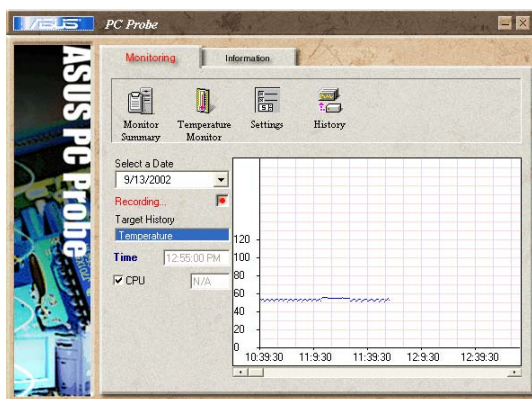 ASUS PC Probe
Monitoring Information
ASUS PC Probe
Monitor Summary
Temperature Monitor
Settings
History
Select a Date
9/13/2002
Recording...
Target History
Temperature
Time 12:55:00 PM
CPU N/A
120
100
80
60
40
20
0
10:39:30 11:9:30 11:39:30 12:9:30 12:39:30